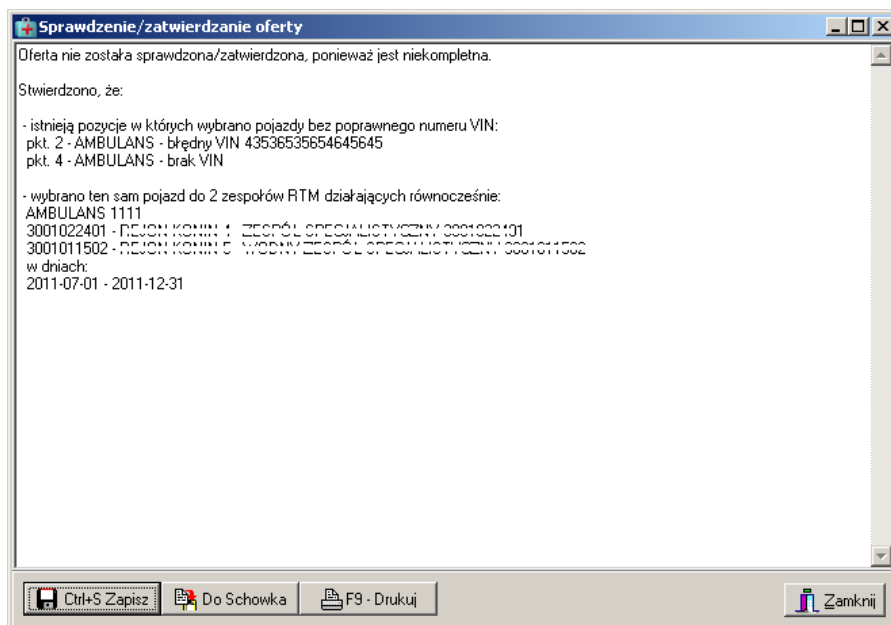 Sprawdzenie/zatwierdzanie oferty
Oferta nie została sprawdzona/zatwierdzona, ponieważ jest niekompletna.
Stwierdzono, że:
- istnieją pozycje w których wybrano pojazdy bez poprawnego numeru VIN:
pkt. 2 - AMBULANS - błędny VIN 43536535654645645
pkt. 4 - AMBULANS - brak VIN
- wybrano ten sam pojazd do 2 zespołów RTM działających równocześnie:
AMBULANS 1111
3001022401 -
3001011502 -
w dniach:
2011-07-01 - 2011-12-31
Ctrl+S Zapisz Do Schowka F9 - Drukuj Zamknij